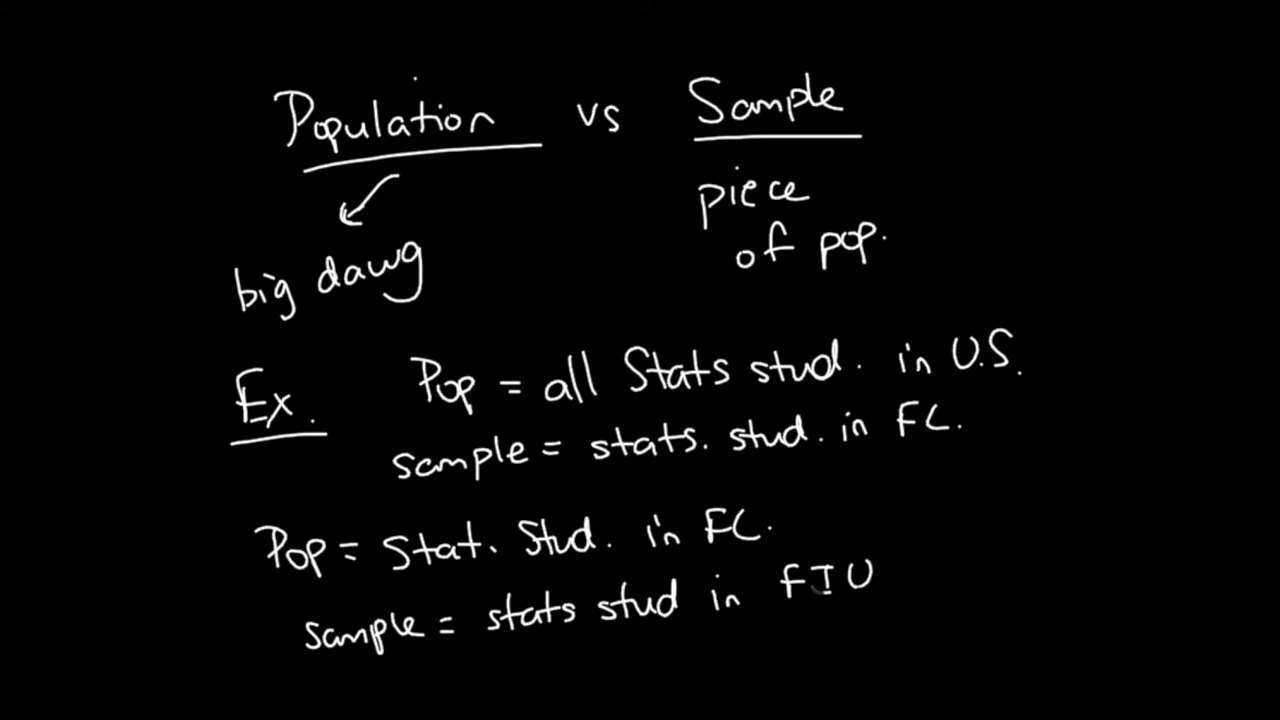 Population vs Sample
piece
of pop.
big dawg
Ex. Pop = all Stats stud. in U.S.
sample = stats. stud. in FL.
Pop = Stat. Stud. in FL.
sample = stats stud in FIU